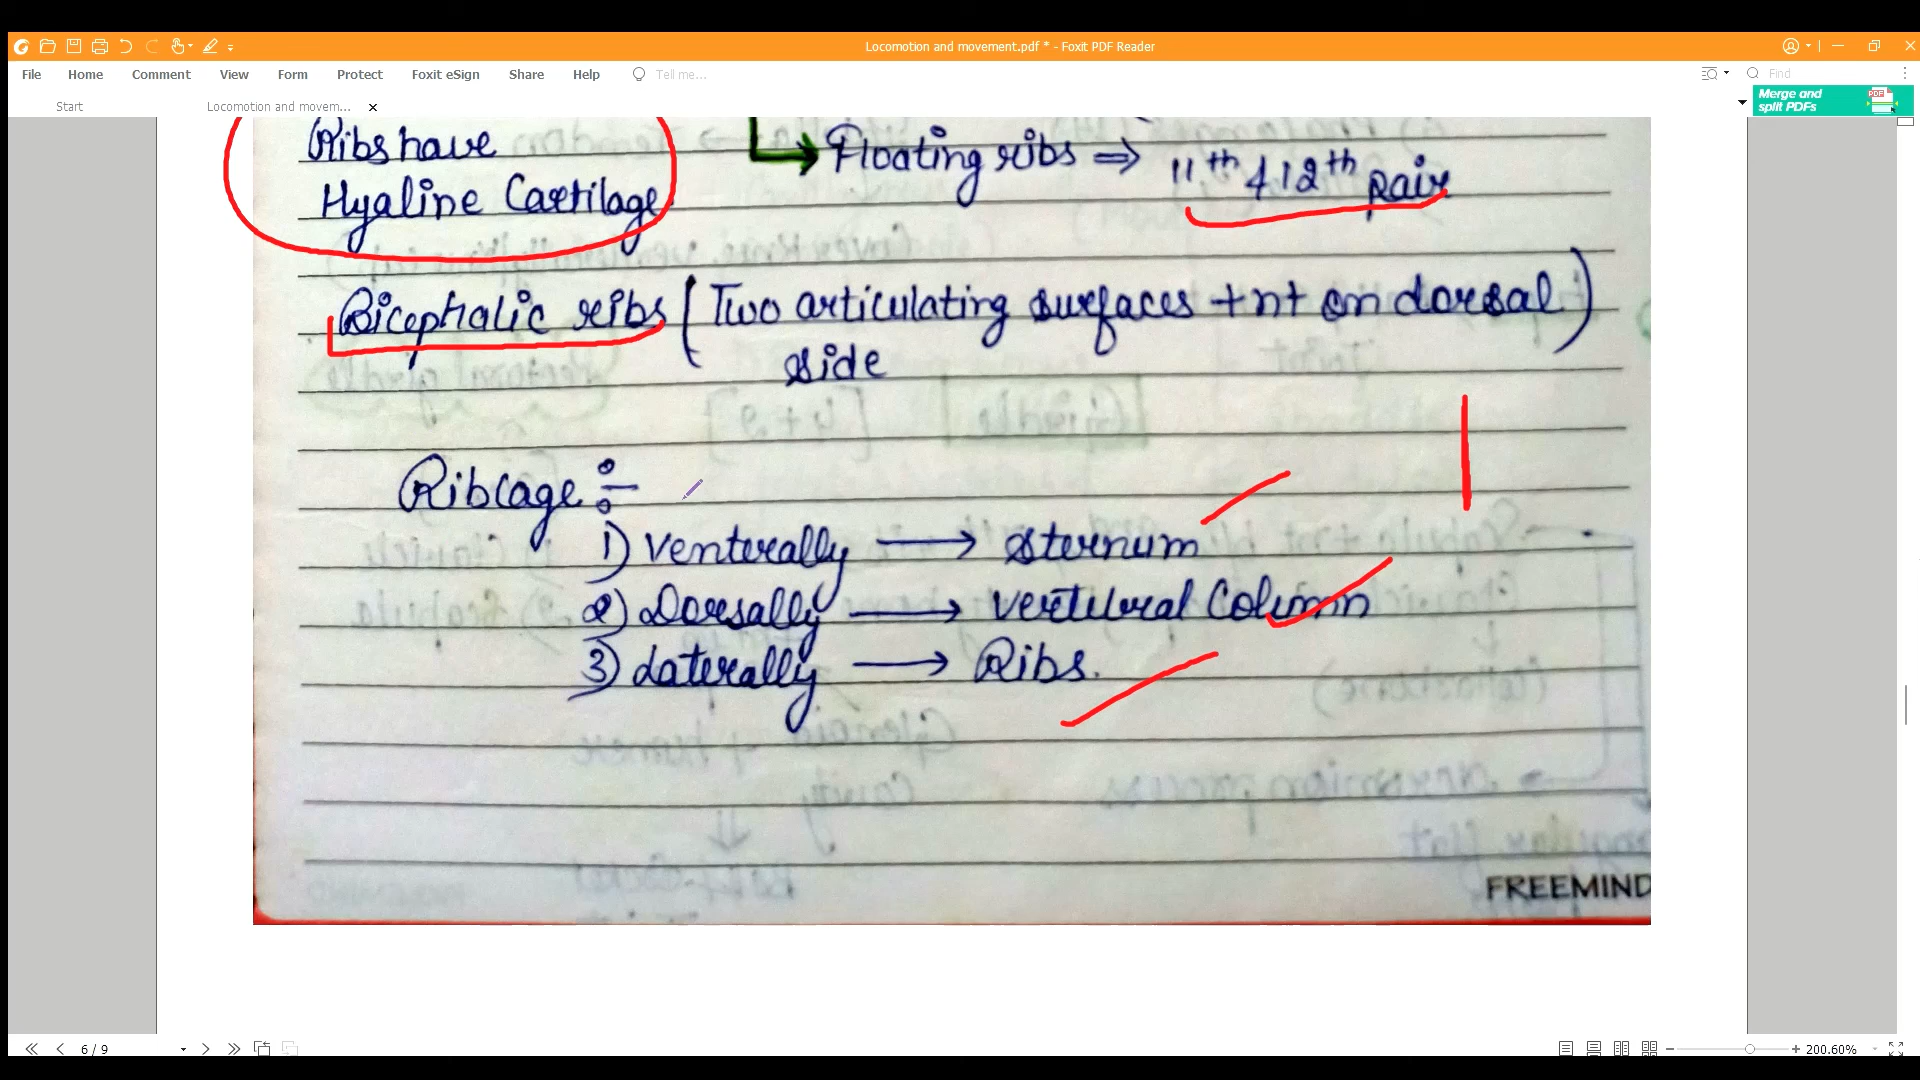 Locomotion and movement.pdf * - Foxit PDF Reader
File Home Comment View Form Protect Foxit eSign Share Help Tell me... Find
Start Locomotion and movem... Merge and
split PDFs
Ribs have Floating ribs ⇒ 11th & 12th pair
Hyaline Cartilage
Bicephalic ribs (Two articulating surfaces +nt on dorsal)
side
Ribcage :-
1) Venterally → Sternum
2) Dorsally → Vertebral Column
3) Laterally → Ribs.
FREEMIND
6 / 9 200.60%